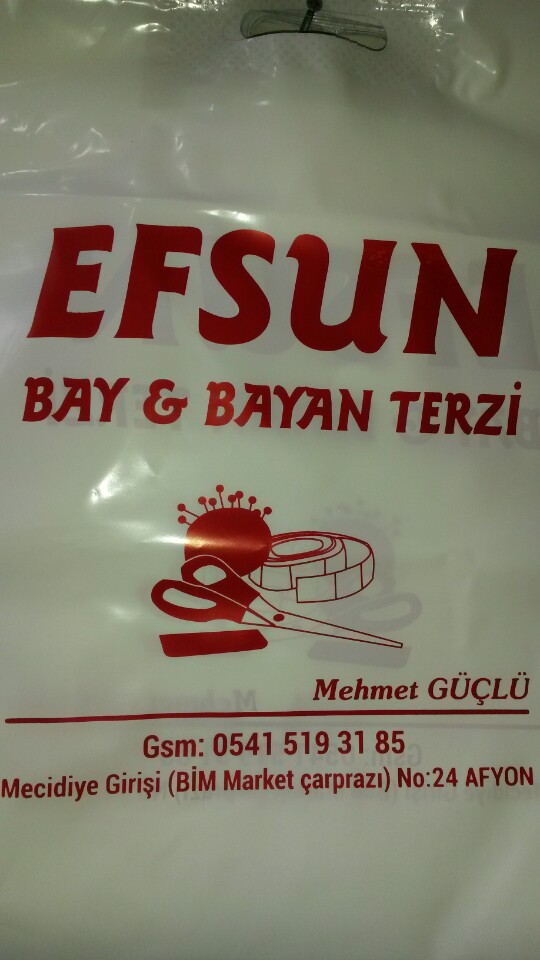 EFSUN
BAY & BAYAN TERZİ
Mehmet GÜÇLÜ
Gsm: 0541 519 31 85
Mecidiye Girişi (BİM Market çarprazı) No:24 AFYON